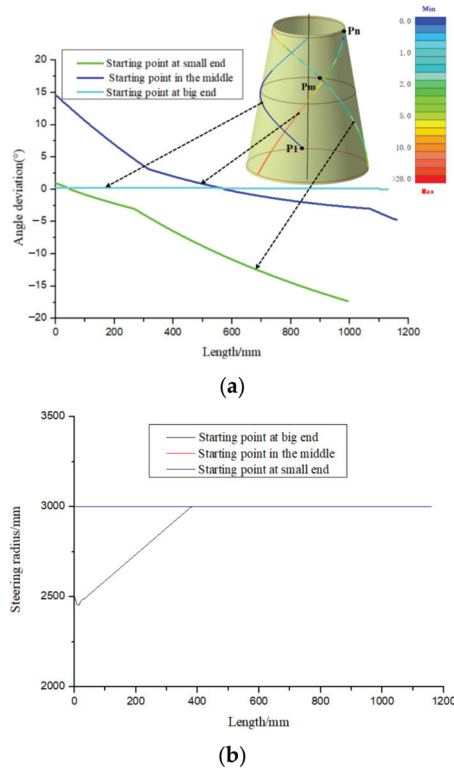 (a)
Angle deviation(°)
20
15
10
5
0
−5
−10
−15
−20
Starting point at small end
Starting point in the middle
Starting point at big end
Pn
Pm
P1
Min
0.0
1.0
5.0
10.0
>20.0
Max
0
200
400
600
800
1000
1200
Length/mm
(a)
Steering radius/mm
3500
3000
2500
2000
Starting point at big end
Starting point in the middle
Starting point at small end
0
200
400
600
800
1000
1200
Length/mm
(b)